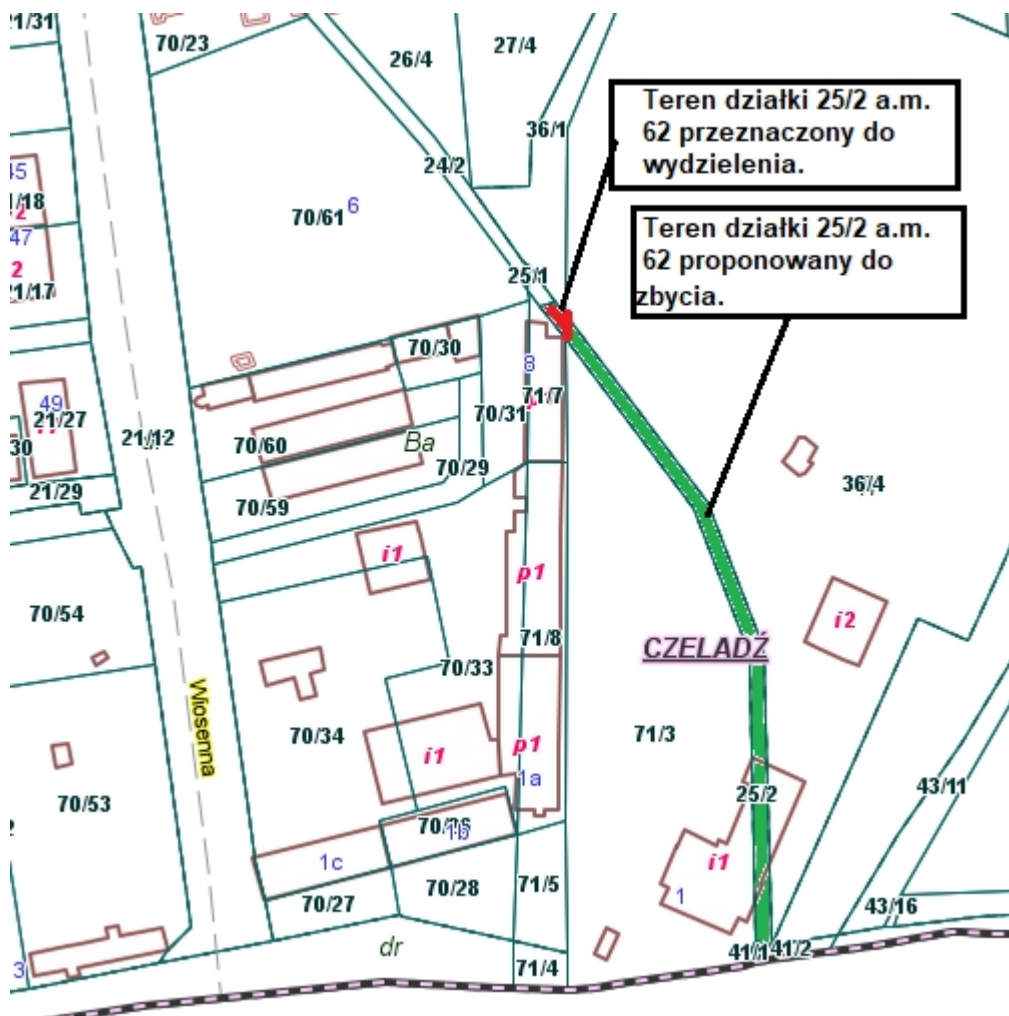 21/31
70/23
26/4
27/4
Teren działki 25/2 a.m.
62 przeznaczony do
wydzielenia.
36/1
24/2
45
1/18
2
70/61
6
47
2
21/17
Teren działki 25/2 a.m.
62 proponowany do
zbycia.
25/1
70/30
8
71/7
49
21/27
70/31
21/12
30
70/60
Ba
70/29
21/29
70/59
36/4
i1
p1
70/54
i2
71/8
CZELADŹ
70/33
Wiosenna
70/34
71/3
i1
p1
1a
25/2
43/11
70/53
70/26
1b
1c
i1
71/5
70/28
1
70/27
43/16
dr
41/1
41/2
3
71/4